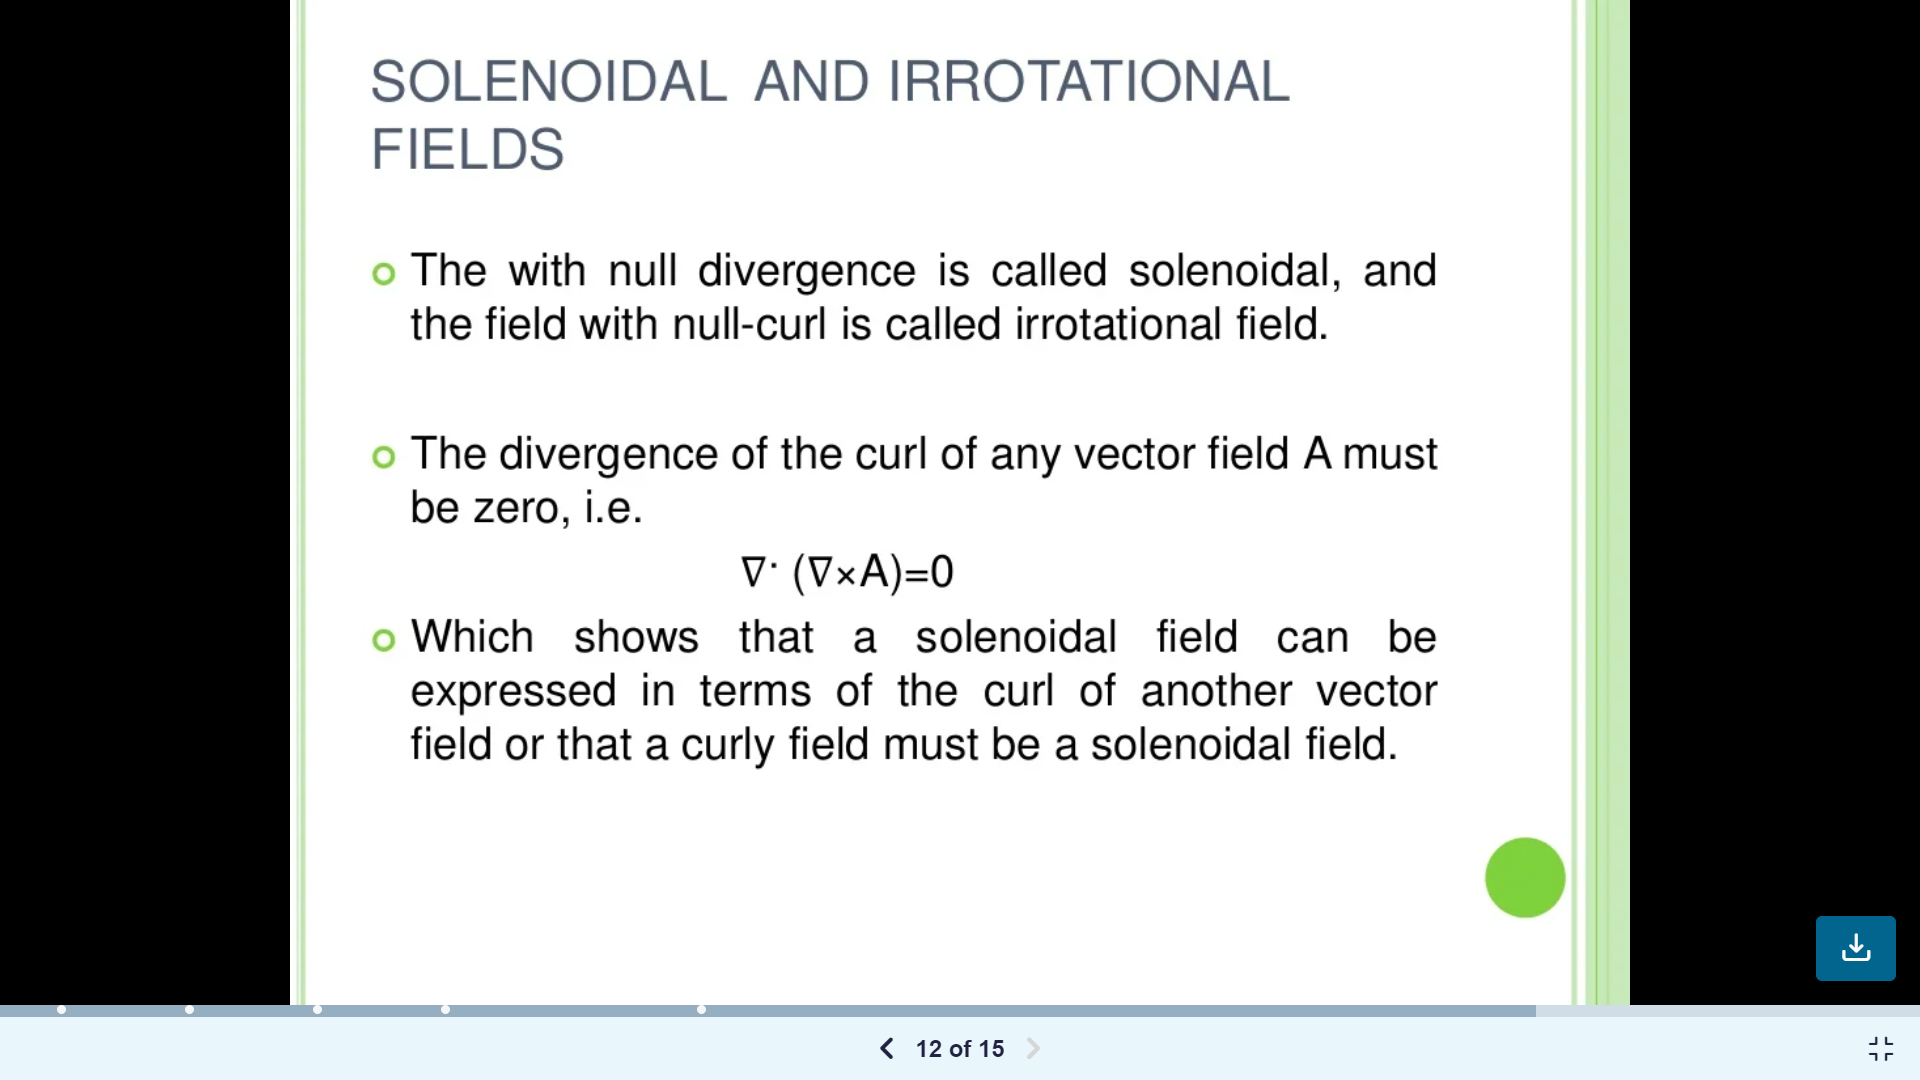 SOLENOIDAL AND IRROTATIONAL
FIELDS
The with null divergence is called solenoidal, and
the field with null-curl is called irrotational field.
The divergence of the curl of any vector field A must
be zero, i.e.
∇· (∇×A)=0
Which shows that a solenoidal field can be
expressed in terms of the curl of another vector
field or that a curly field must be a solenoidal field.
12 of 15